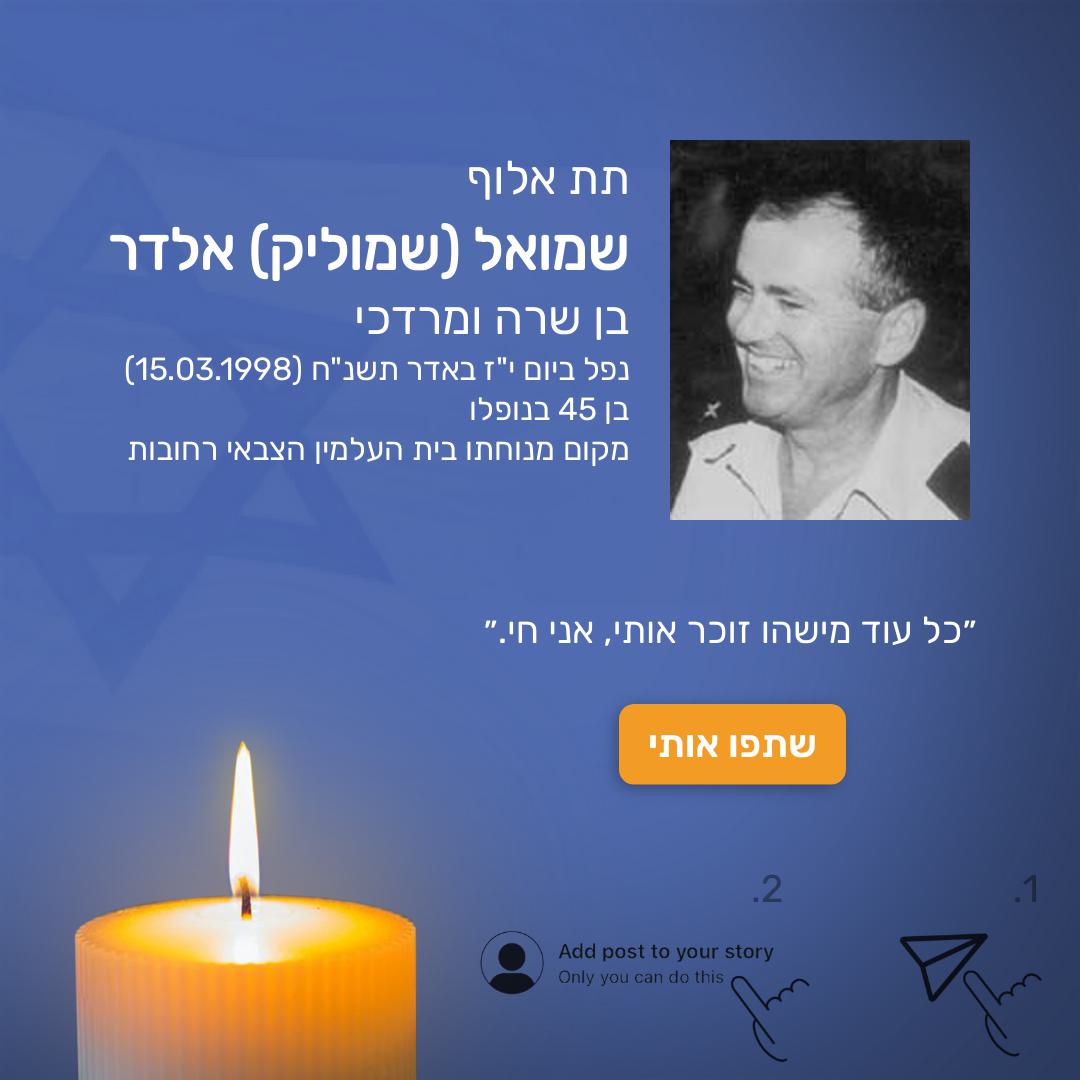 תת אלוף
שמואל (שמוליק) אלדר
בן שרה ומרדכי
נפל ביום י"ז באדר תשנ"ח (15.03.1998)
בן 45 בנופלו
מקום מנוחתו בית העלמין הצבאי רחובות
״כל עוד מישהו זוכר אותי, אני חי.״
שתפו אותי
.1
.2
Add post to your story
Only you can do this